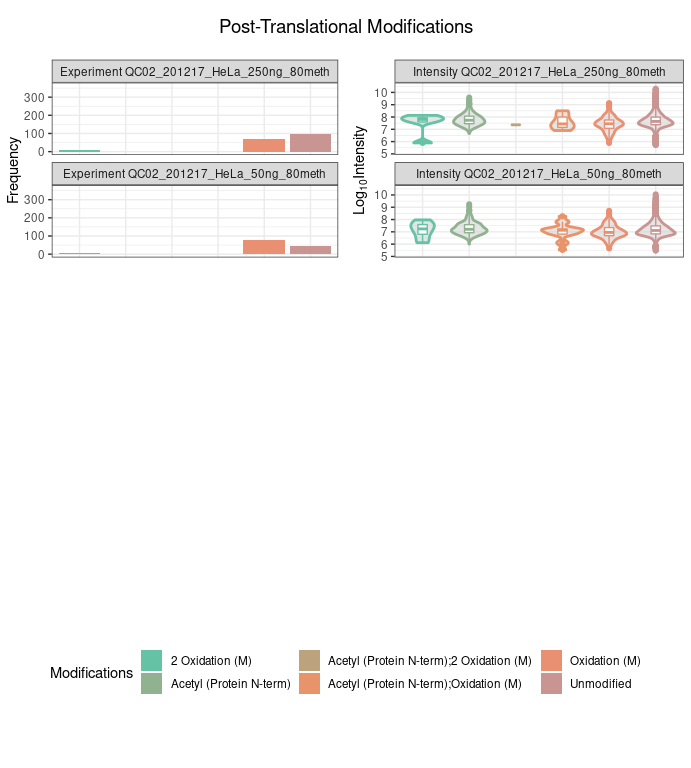 Post-Translational Modifications
Experiment QC02_201217_HeLa_250ng_80meth
300
200
100
0
Experiment QC02_201217_HeLa_50ng_80meth
300
200
100
0
Frequency
Intensity QC02_201217_HeLa_250ng_80meth
10
9
8
7
6
5
Intensity QC02_201217_HeLa_50ng_80meth
10
9
8
7
6
5
Log10Intensity
Modifications
2 Oxidation (M)
Acetyl (Protein N-term)
Acetyl (Protein N-term);2 Oxidation (M)
Acetyl (Protein N-term);Oxidation (M)
Oxidation (M)
Unmodified